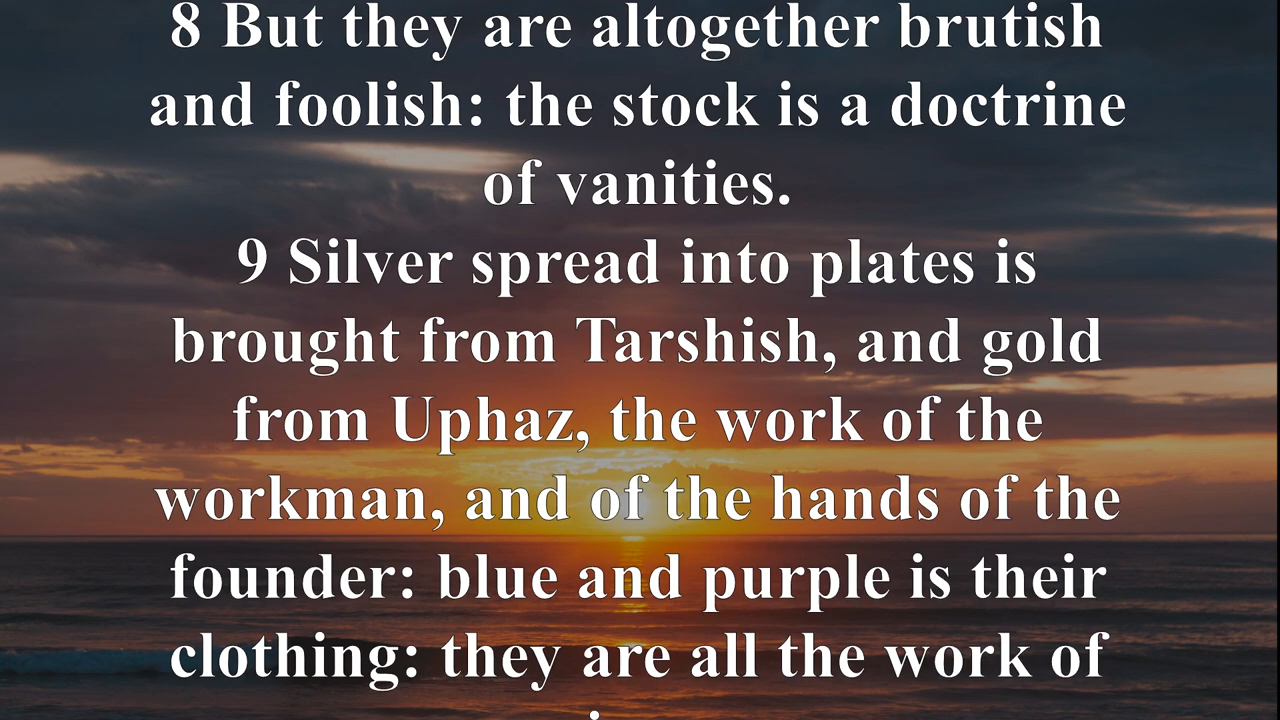 8 But they are altogether brutish
and foolish: the stock is a doctrine
of vanities.
9 Silver spread into plates is
brought from Tarshish, and gold
from Uphaz, the work of the
workman, and of the hands of the
founder: blue and purple is their
clothing: they are all the work of